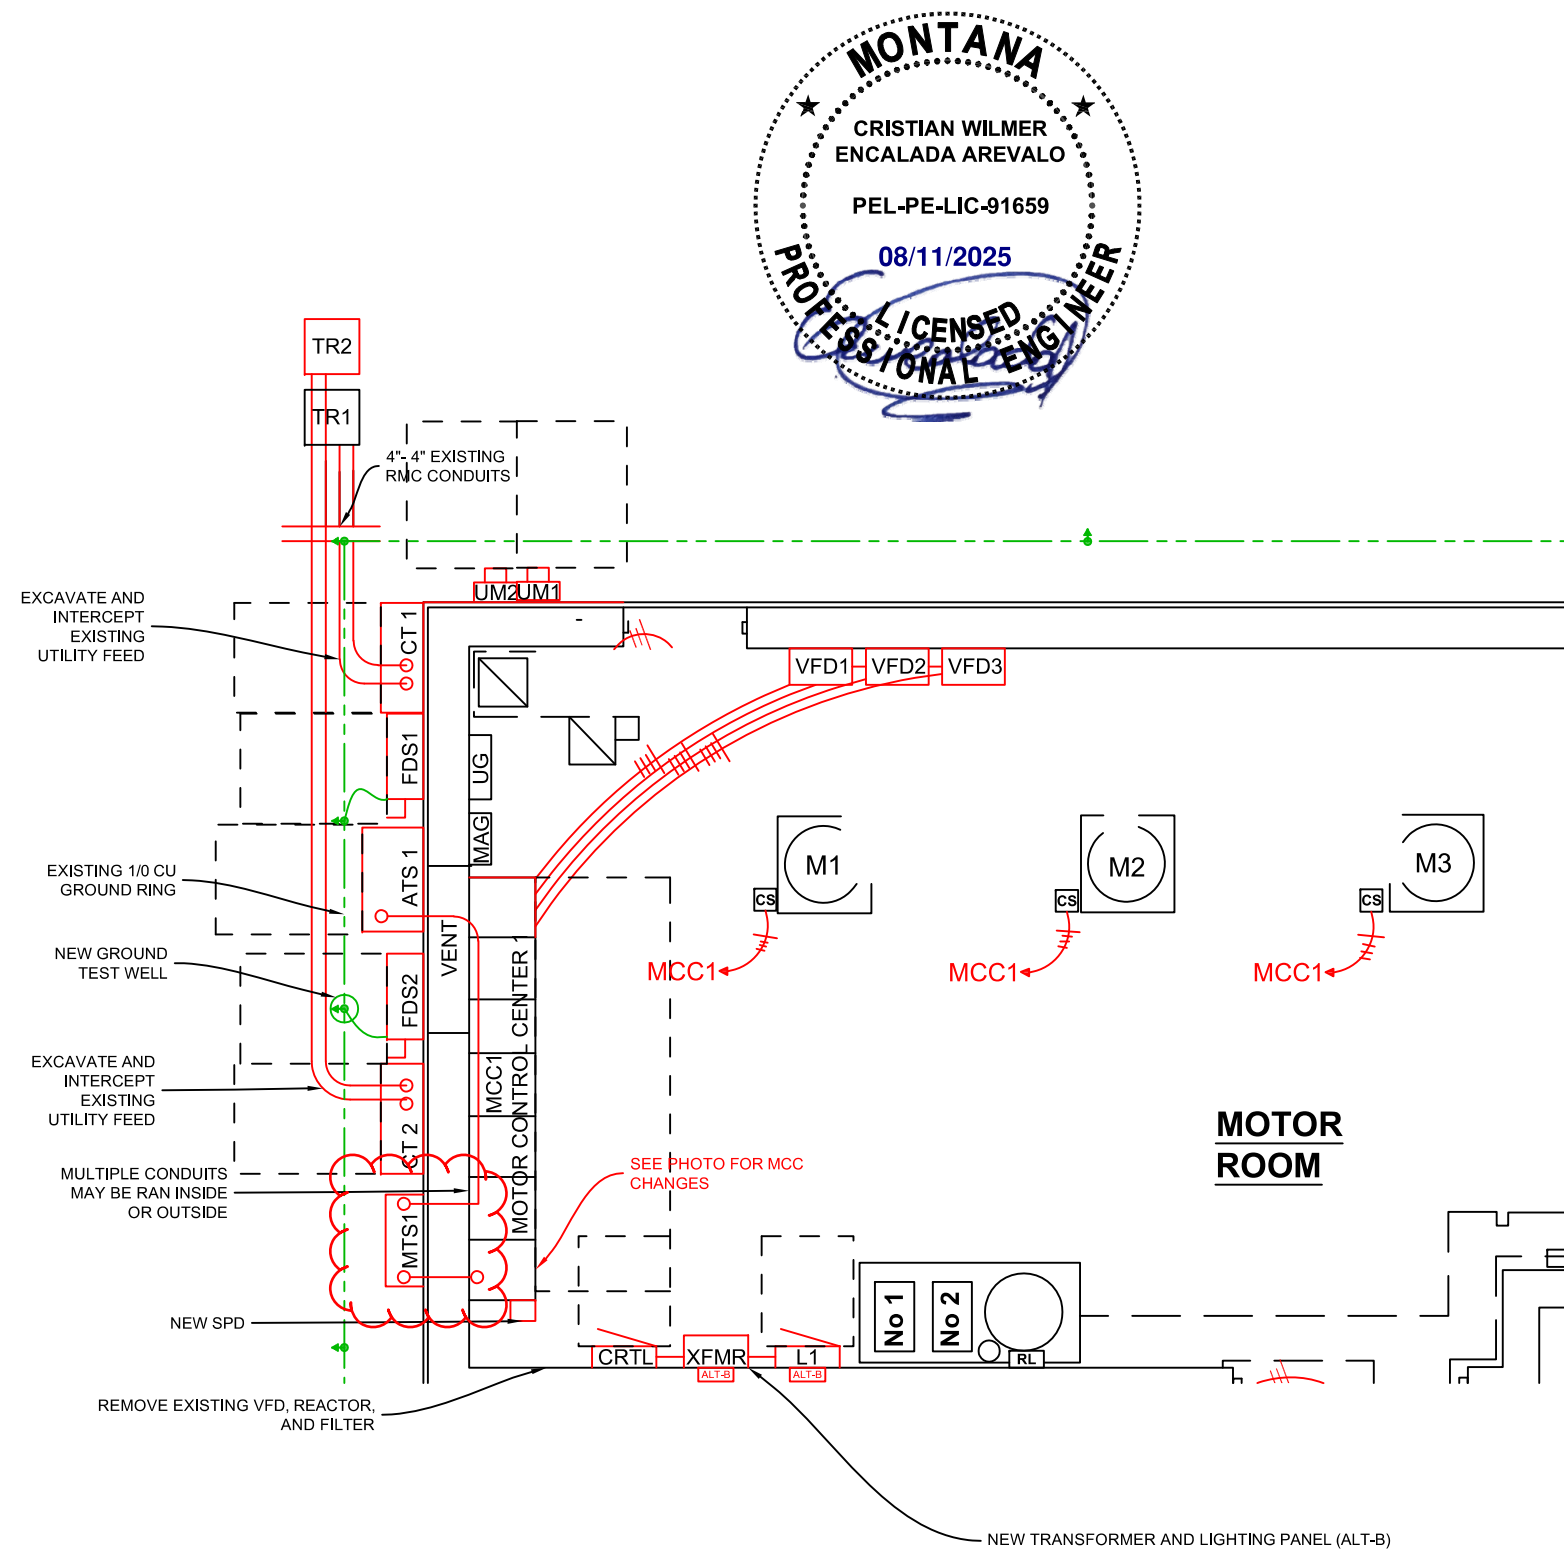 MONTANA
CRISTIAN WILMER
ENCALADA AREVALO
PEL-PE-LIC-91659
08/11/2025
LICENSED
PROFESSIONAL ENGINEER
TR2
TR1
4"- 4" EXISTING
RMC CONDUITS
UM2
UM1
EXCAVATE AND
INTERCEPT
EXISTING
UTILITY FEED
CT 1
VFD1
VFD2
VFD3
FDS1
UG
MAG
EXISTING 1/0 CU
GROUND RING
ATS 1
M1
M2
M3
CS
CS
CS
VENT
NEW GROUND
TEST WELL
FDS2
MCC1
MCC1
MCC1
MCC1
MOTOR CONTROL CENTER 1
EXCAVATE AND
INTERCEPT
EXISTING
UTILITY FEED
CT 2
MULTIPLE CONDUITS
MAY BE RAN INSIDE
OR OUTSIDE
MTS1
SEE PHOTO FOR MCC
CHANGES
MOTOR
ROOM
NEW SPD
No 1
No 2
RL
CRTL
XFMR
L1
ALT-B
ALT-B
REMOVE EXISTING VFD, REACTOR,
AND FILTER
NEW TRANSFORMER AND LIGHTING PANEL (ALT-B)